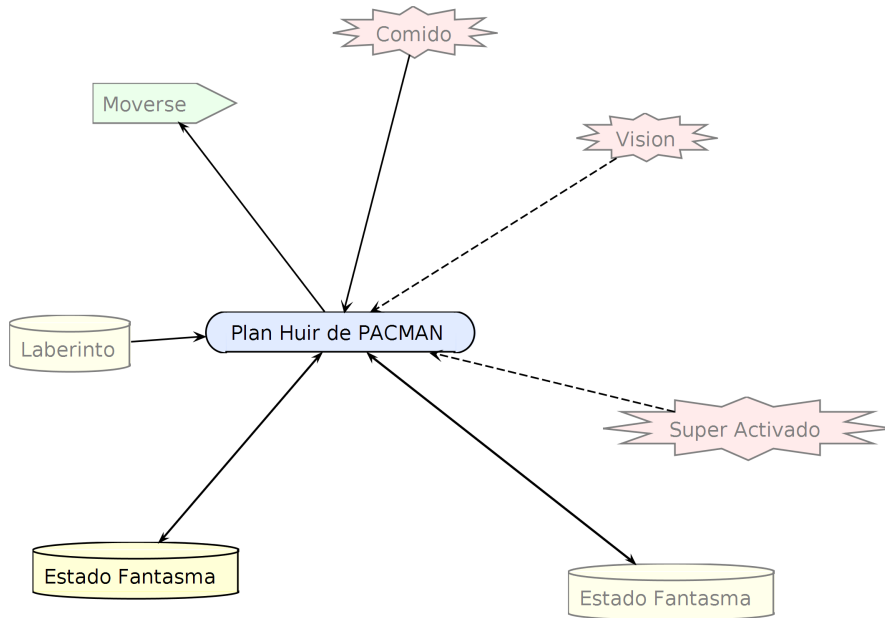 Comido
Moverse
Vision
Plan Huir de PACMAN
Laberinto
Super Activado
Estado Fantasma
Estado Fantasma